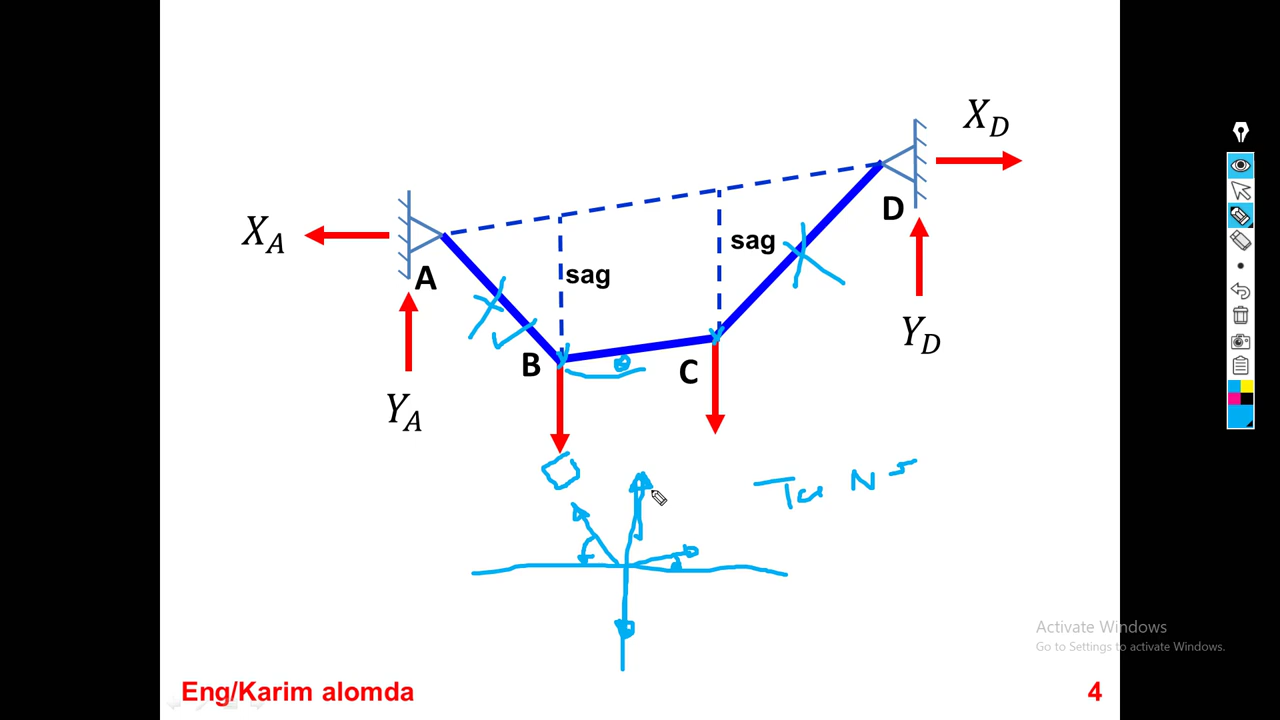 X_D
X_A
A
D
sag
sag
B
C
Y_A
Y_D
Activate Windows
Go to Settings to activate Windows.
Eng/Karim alomda
4